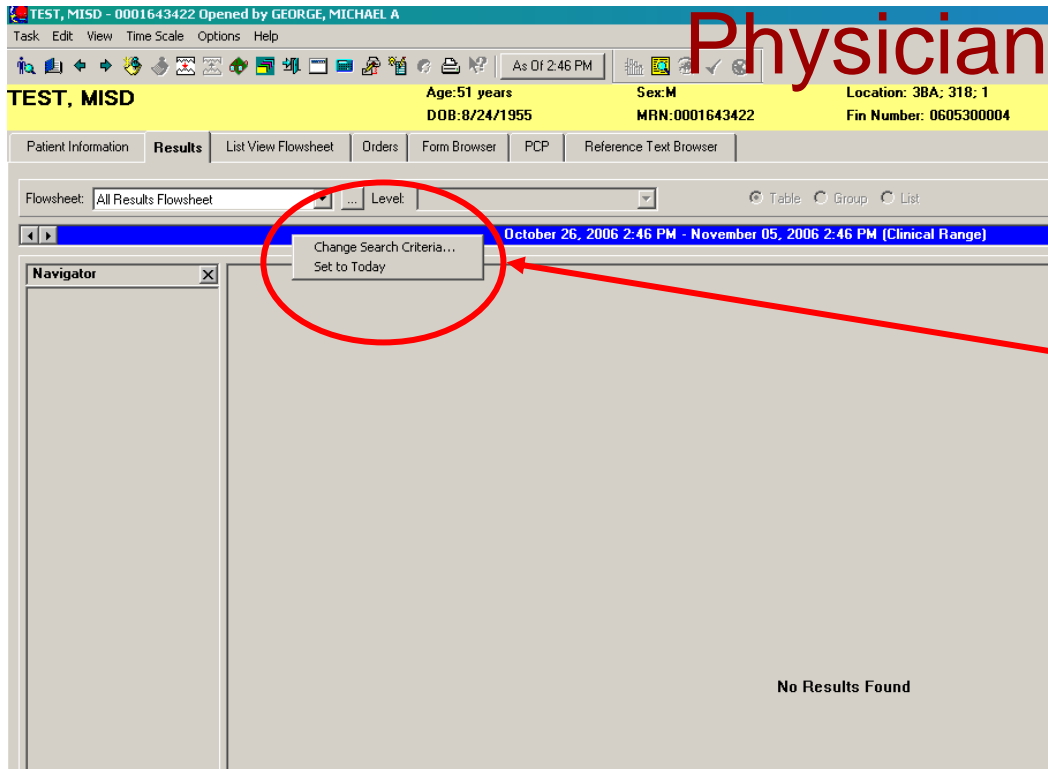 TEST, MISD - 0001643422 Opened by GEORGE, MICHAEL A
Physician
Task Edit View Time Scale Options Help
As Of 2:46 PM
TEST, MISD Age:51 years Sex:M Location: 3BA; 318; 1
DOB:8/24/1955 MRN:0001643422 Fin Number: 0605300004
Patient Information Results List View Flowsheet Orders Form Browser PCP Reference Text Browser
Flowsheet: All Results Flowsheet ... Level: Table Group List
October 26, 2006 2:46 PM - November 05, 2006 2:46 PM (Clinical Range)
Change Search Criteria...
Set to Today
Navigator
No Results Found